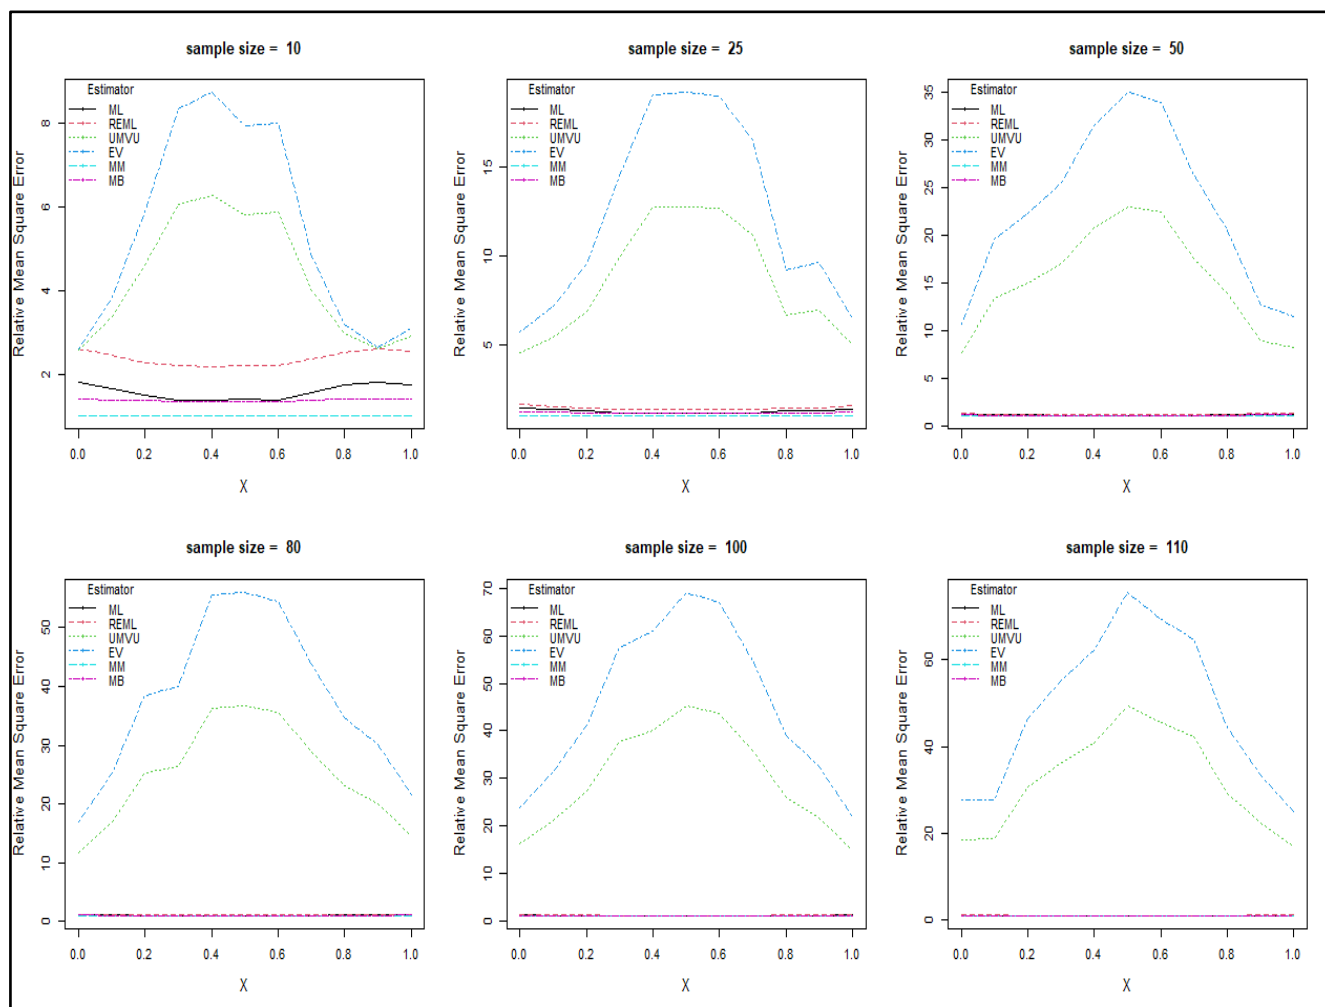 sample size = 10
Relative Mean Square Error
8
6
4
2
Estimator
ML
REML
UMVU
EV
MM
MB
0.0 0.2 0.4 0.6 0.8 1.0
X
sample size = 25
Relative Mean Square Error
15
10
5
Estimator
ML
REML
UMVU
EV
MM
MB
0.0 0.2 0.4 0.6 0.8 1.0
X
sample size = 50
Relative Mean Square Error
35
30
25
20
15
10
5
0
Estimator
ML
REML
UMVU
EV
MM
MB
0.0 0.2 0.4 0.6 0.8 1.0
X
sample size = 80
Relative Mean Square Error
50
40
30
20
10
0
Estimator
ML
REML
UMVU
EV
MM
MB
0.0 0.2 0.4 0.6 0.8 1.0
X
sample size = 100
Relative Mean Square Error
70
60
50
40
30
20
10
0
Estimator
ML
REML
UMVU
EV
MM
MB
0.0 0.2 0.4 0.6 0.8 1.0
X
sample size = 110
Relative Mean Square Error
60
40
20
0
Estimator
ML
REML
UMVU
EV
MM
MB
0.0 0.2 0.4 0.6 0.8 1.0
X